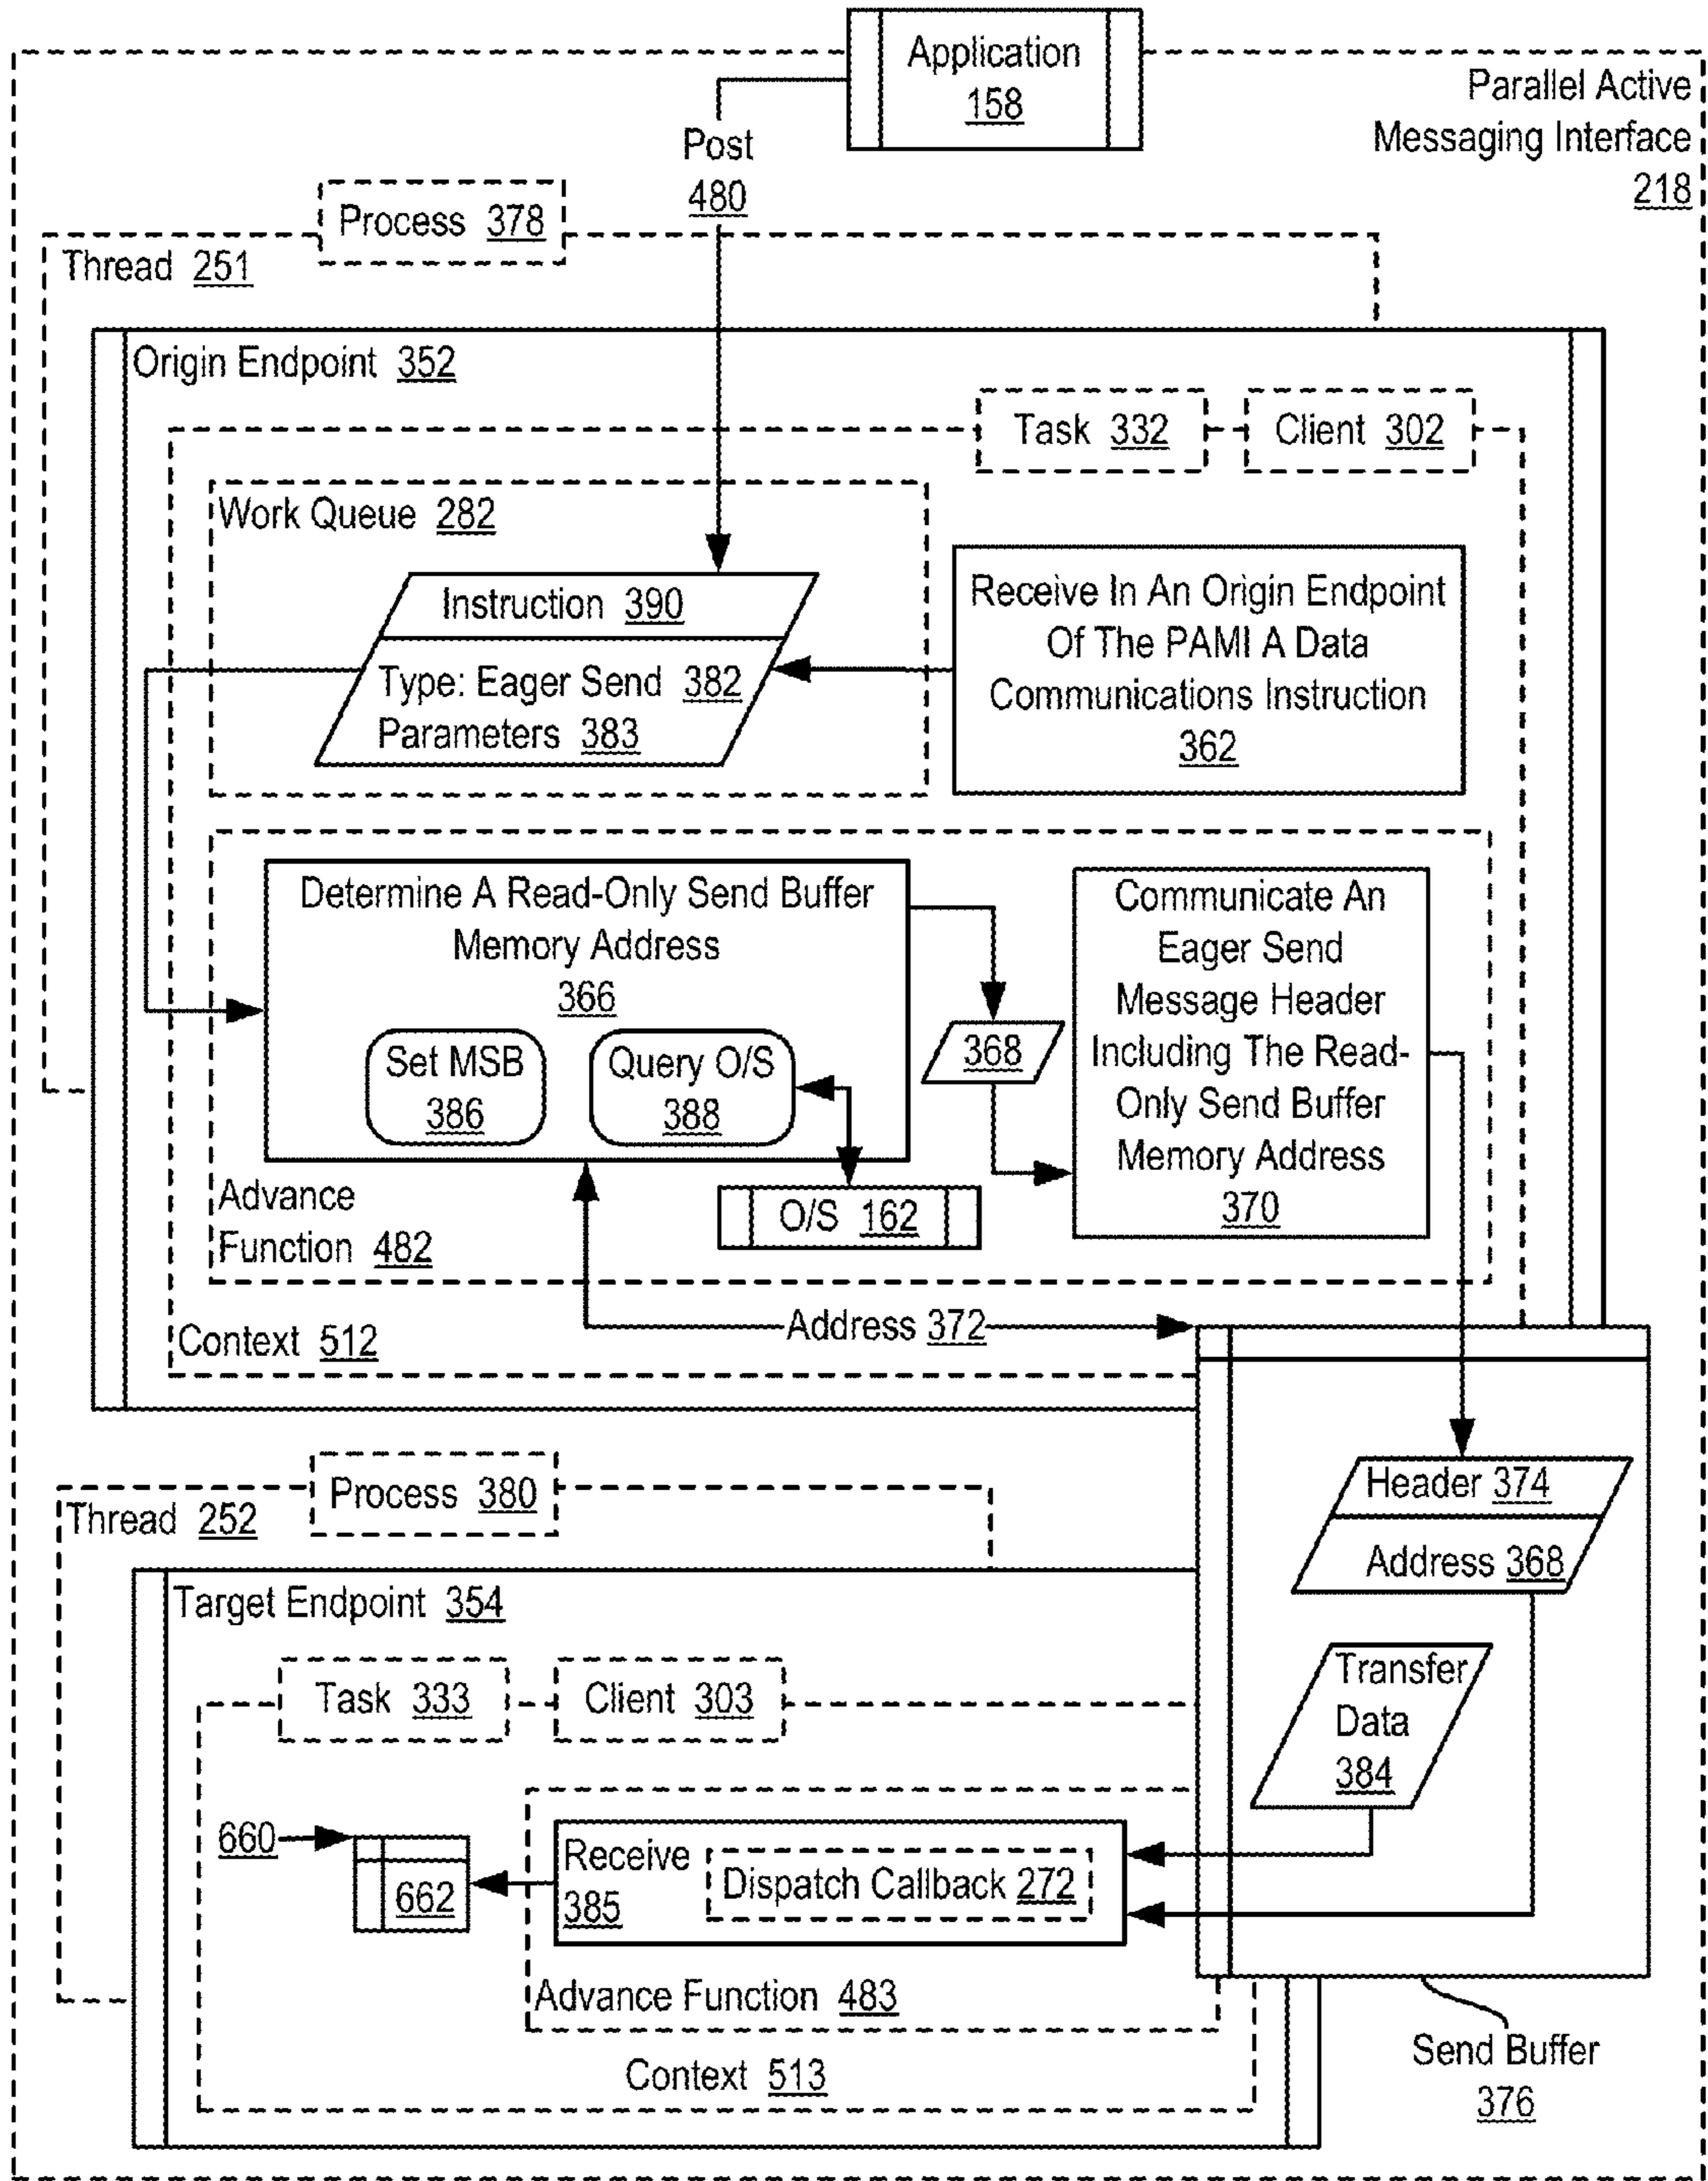 Application
158
Parallel Active
Messaging Interface
218
Post
480
Process 378
Thread 251
Origin Endpoint 352
Task 332
Client 302
Work Queue 282
Instruction 390
Type: Eager Send 382
Parameters 383
Receive In An Origin Endpoint
Of The PAMI A Data
Communications Instruction
362
Determine A Read-Only Send Buffer
Memory Address
366
Set MSB
386
Query O/S
388
368
Communicate An
Eager Send
Message Header
Including The Read-
Only Send Buffer
Memory Address
370
O/S 162
Advance
Function 482
Address 372
Context 512
Process 380
Thread 252
Header 374
Address 368
Target Endpoint 354
Task 333
Client 303
Transfer
Data
384
660
662
Receive
385
Dispatch Callback 272
Advance Function 483
Context 513
Send Buffer
376